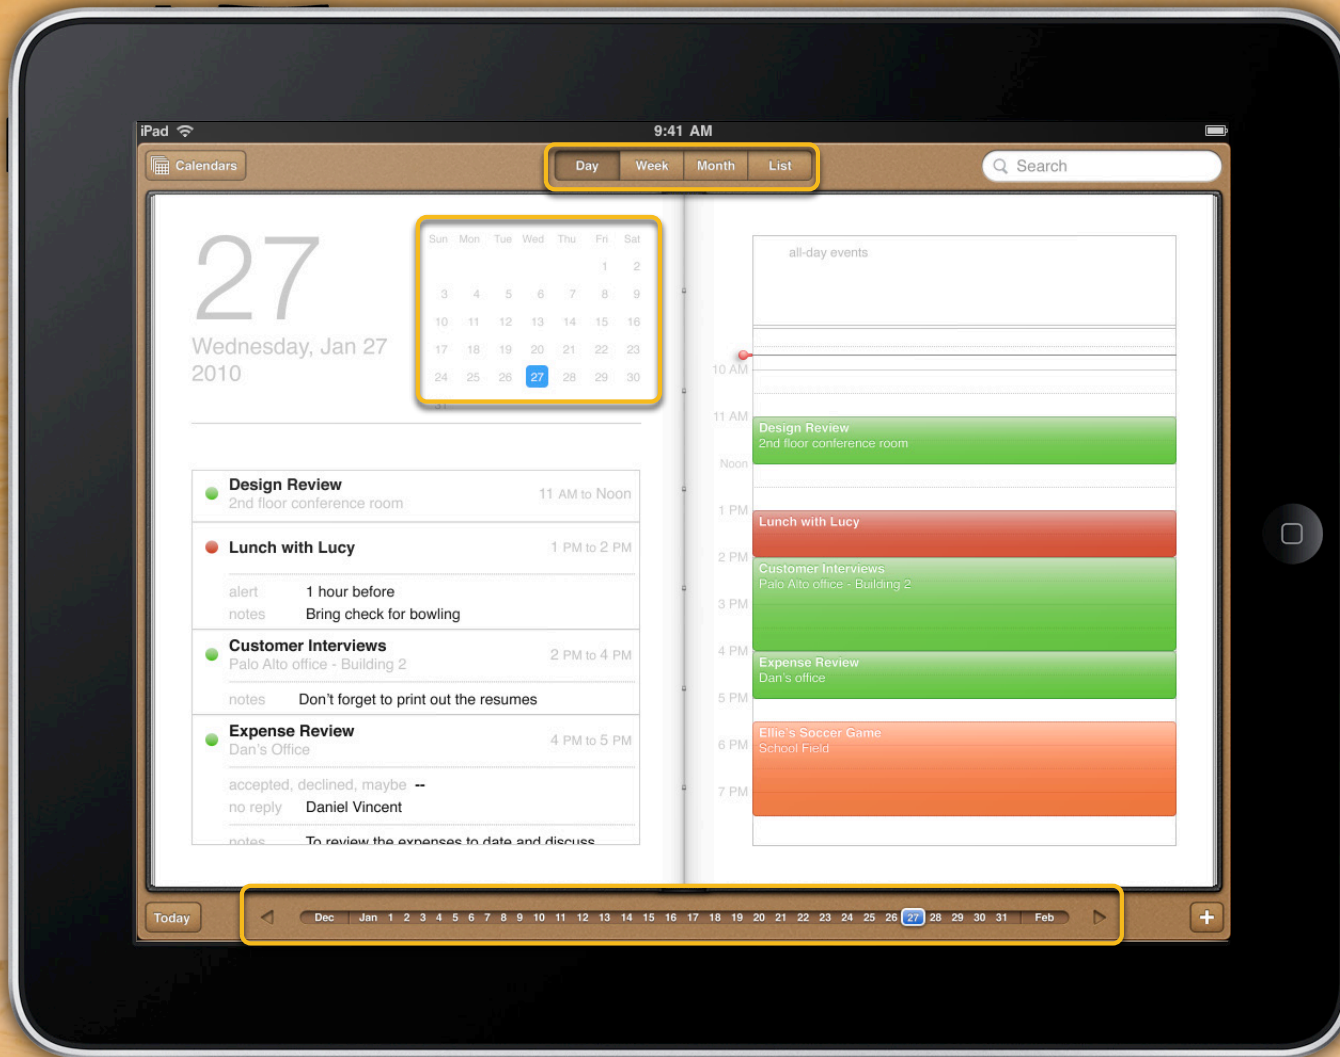 iPad 9:41 AM
Calendars Day Week Month List Search
27
Wednesday, Jan 27
2010
Sun Mon Tue Wed Thu Fri Sat
1 2
3 4 5 6 7 8 9
10 11 12 13 14 15 16
17 18 19 20 21 22 23
24 25 26 27 28 29 30
31
Design Review 11 AM to Noon
2nd floor conference room
Lunch with Lucy 1 PM to 2 PM
alert 1 hour before
notes Bring check for bowling
Customer Interviews 2 PM to 4 PM
Palo Alto office - Building 2
notes Don't forget to print out the resumes
Expense Review 4 PM to 5 PM
Dan's Office
accepted, declined, maybe --
no reply Daniel Vincent
notes To review the expenses to date and discuss
all-day events
10 AM
11 AM
Design Review
2nd floor conference room
Noon
1 PM
Lunch with Lucy
2 PM
Customer Interviews
Palo Alto office - Building 2
3 PM
4 PM
Expense Review
Dan's office
5 PM
Ellie's Soccer Game
6 PM School Field
7 PM
Today Dec Jan 1 2 3 4 5 6 7 8 9 10 11 12 13 14 15 16 17 18 19 20 21 22 23 24 25 26 27 28 29 30 31 Feb +